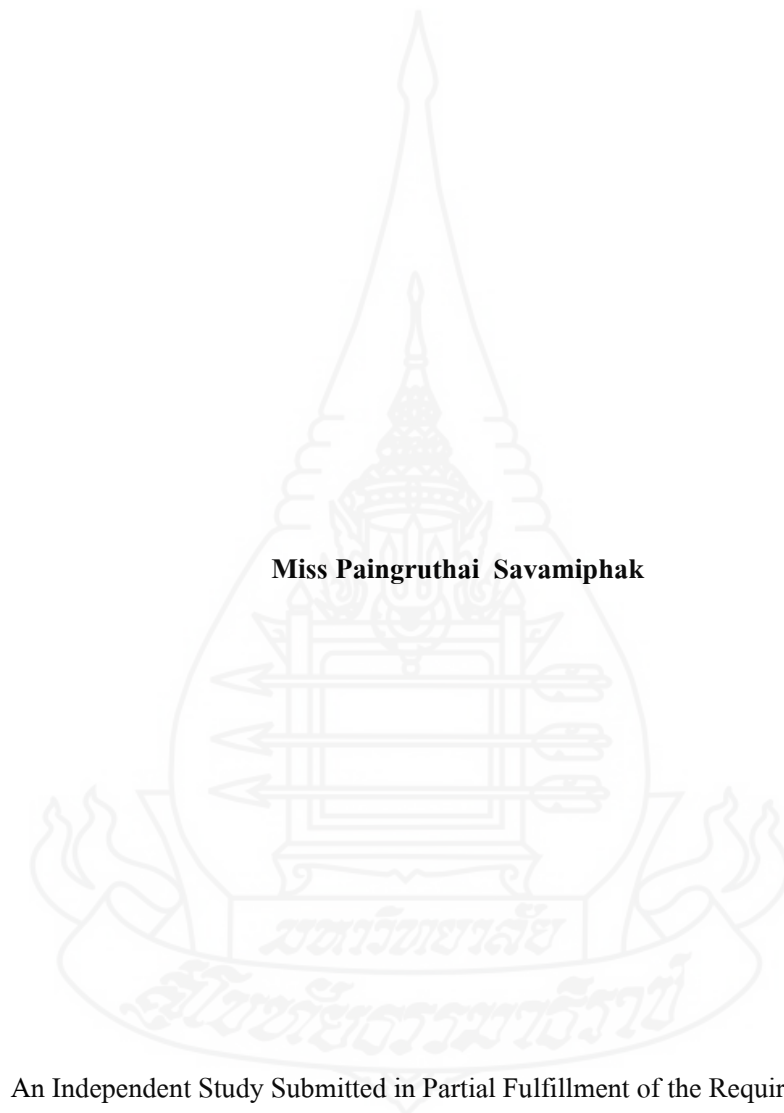 Miss Paingruthai Savamiphak
มหาวิทยาลัย
สุโขทัยธรรมาธิราช
An Independent Study Submitted in Partial Fulfillment of the Requir